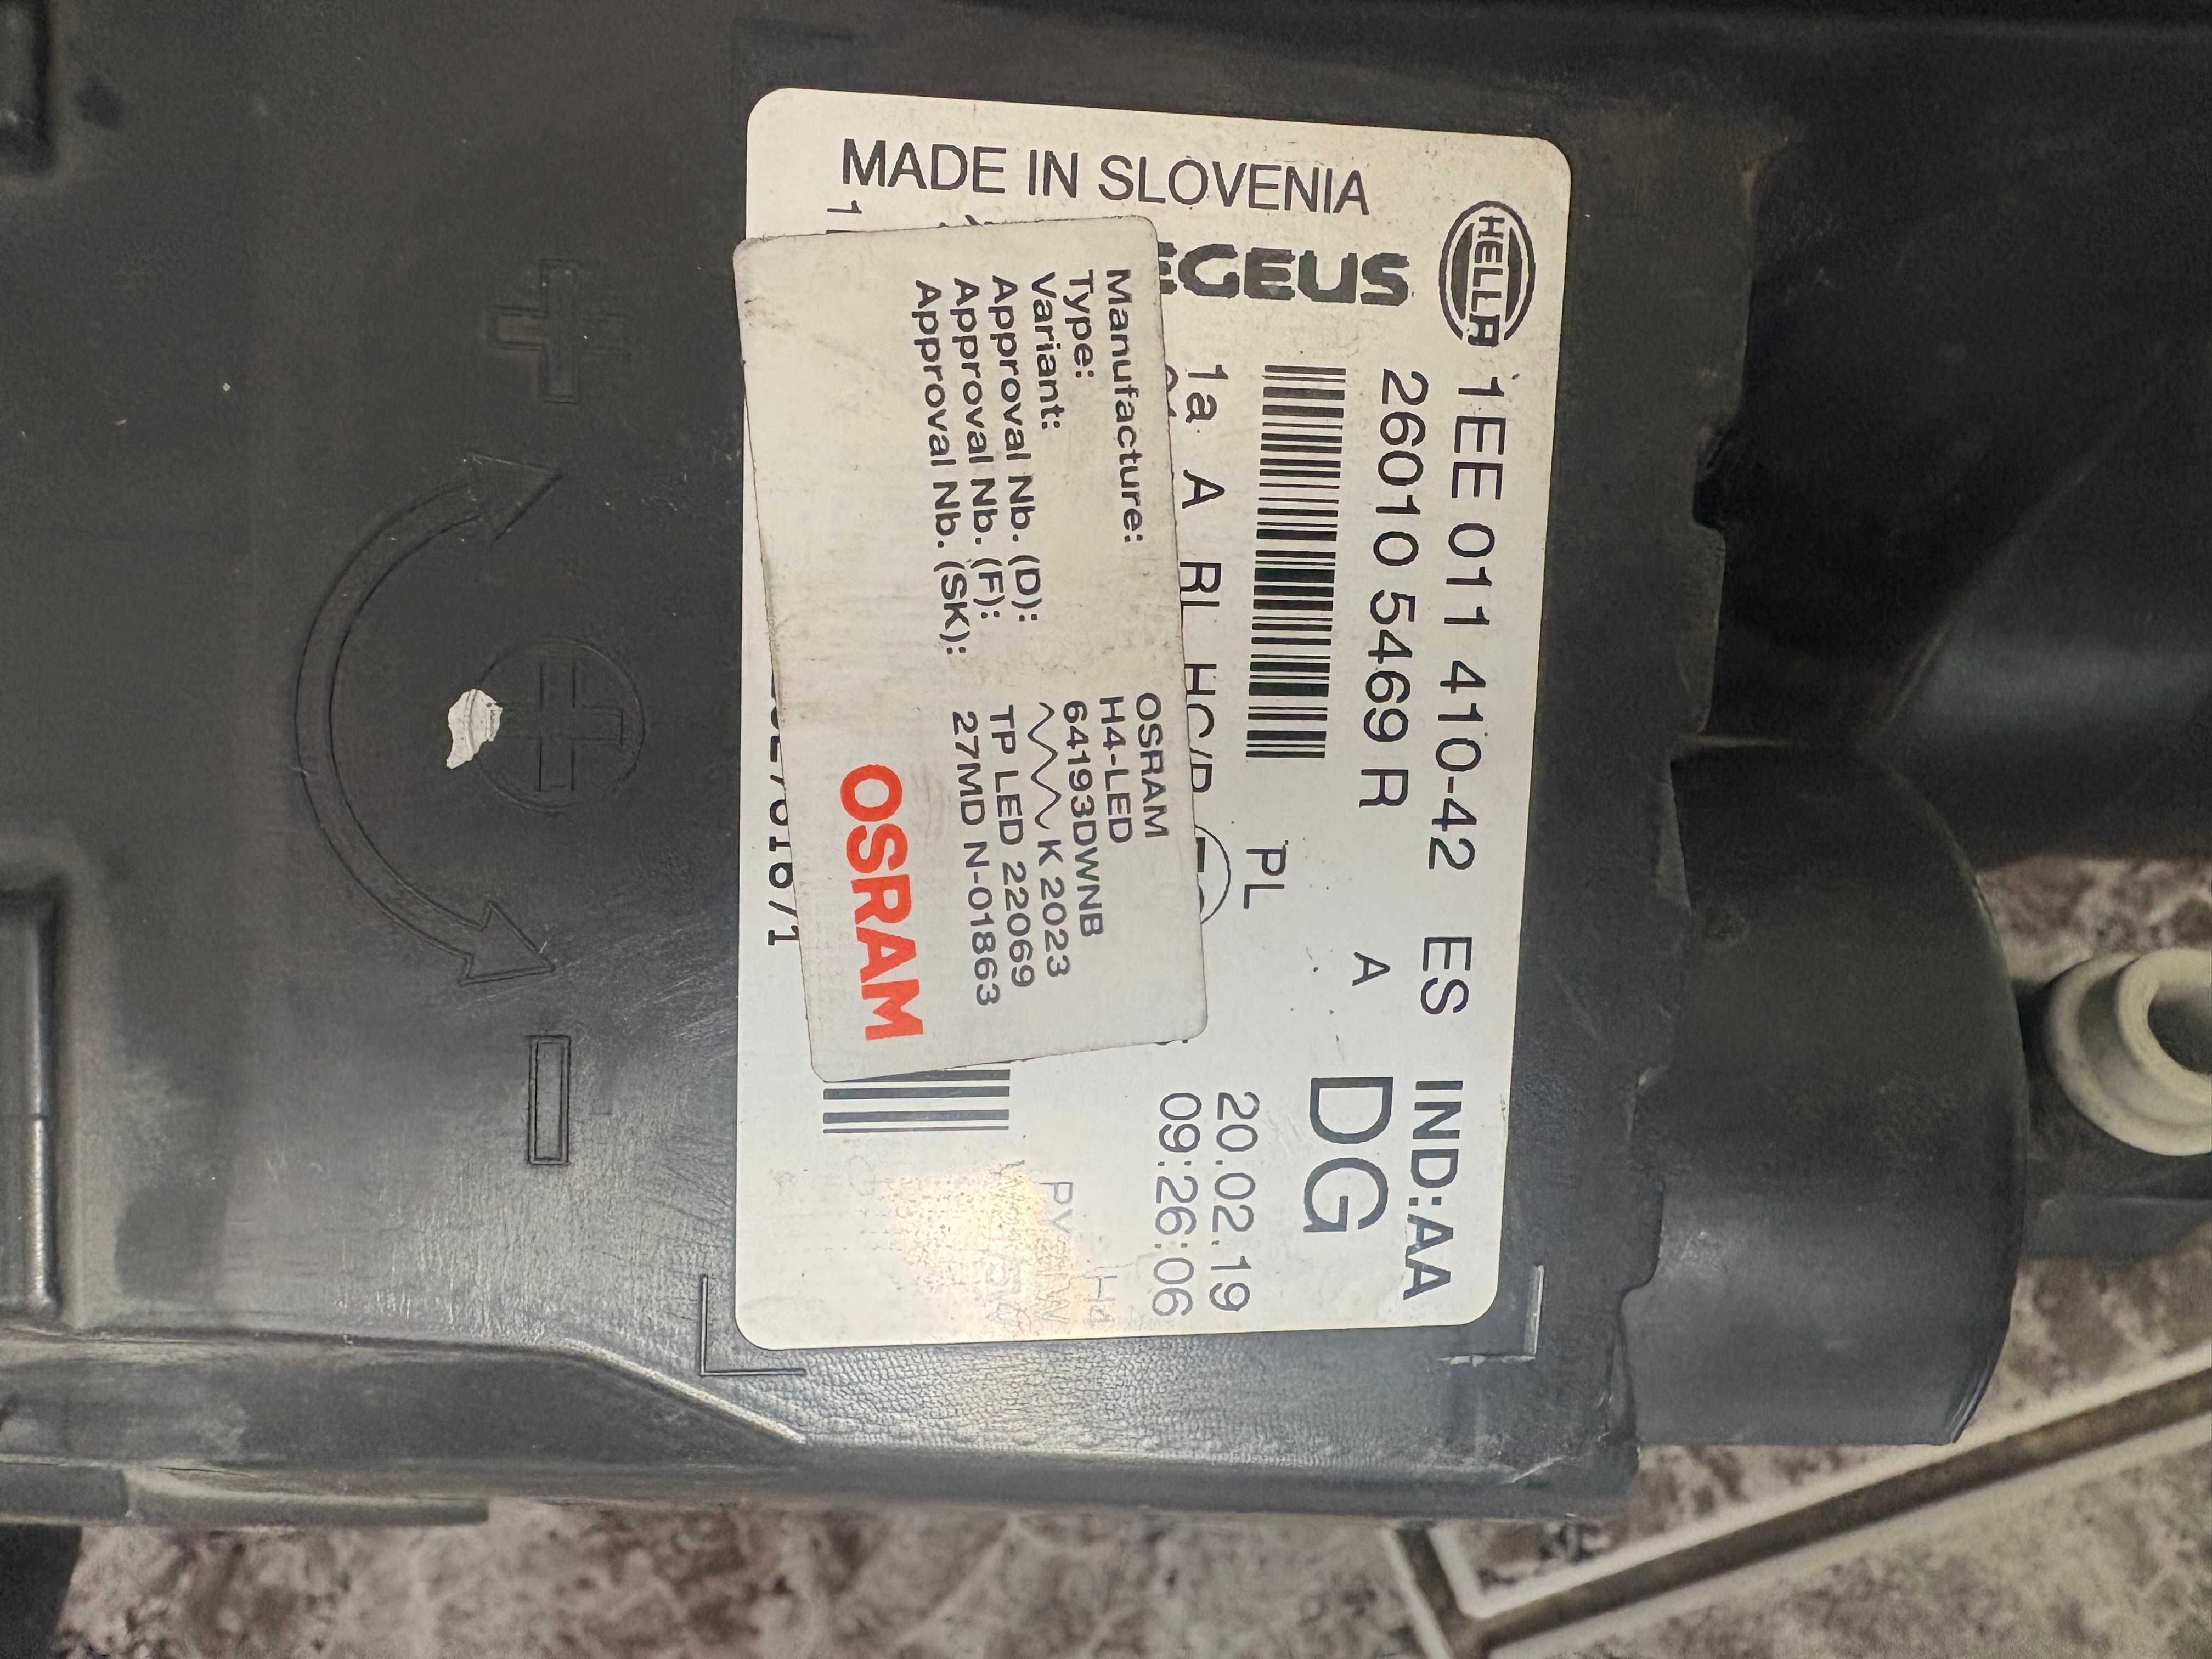 HELLA
1EE 011 410-42 ES IND:AA
26010 5469 R A
DG
PL
20.02.19
09:26:06
1a A
MADE IN SLOVENIA
Manufacture: OSRAM
Type: H4-LED
Variant: 64193DWNB
Approval Nb. (D): K 2023
Approval Nb. (F): TP LED 22069
Approval Nb. (SK): 27MD N-01863
OSRAM
H4